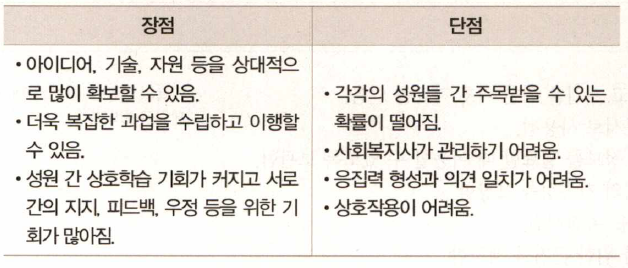 장점
• 아이디어, 기술, 자원 등을 상대적으
로 많이 확보할 수 있음.
• 더욱 복잡한 과업을 수립하고 이행할
수 있음.
• 성원 간 상호학습 기회가 커지고 서로
간의 지지, 피드백, 우정 등을 위한 기
회가 많아짐.
단점
• 각각의 성원들 간 주목받을 수 있는
확률이 떨어짐.
• 사회복지사가 관리하기 어려움.
• 응집력 형성과 의견 일치가 어려움.
• 상호작용이 어려움.